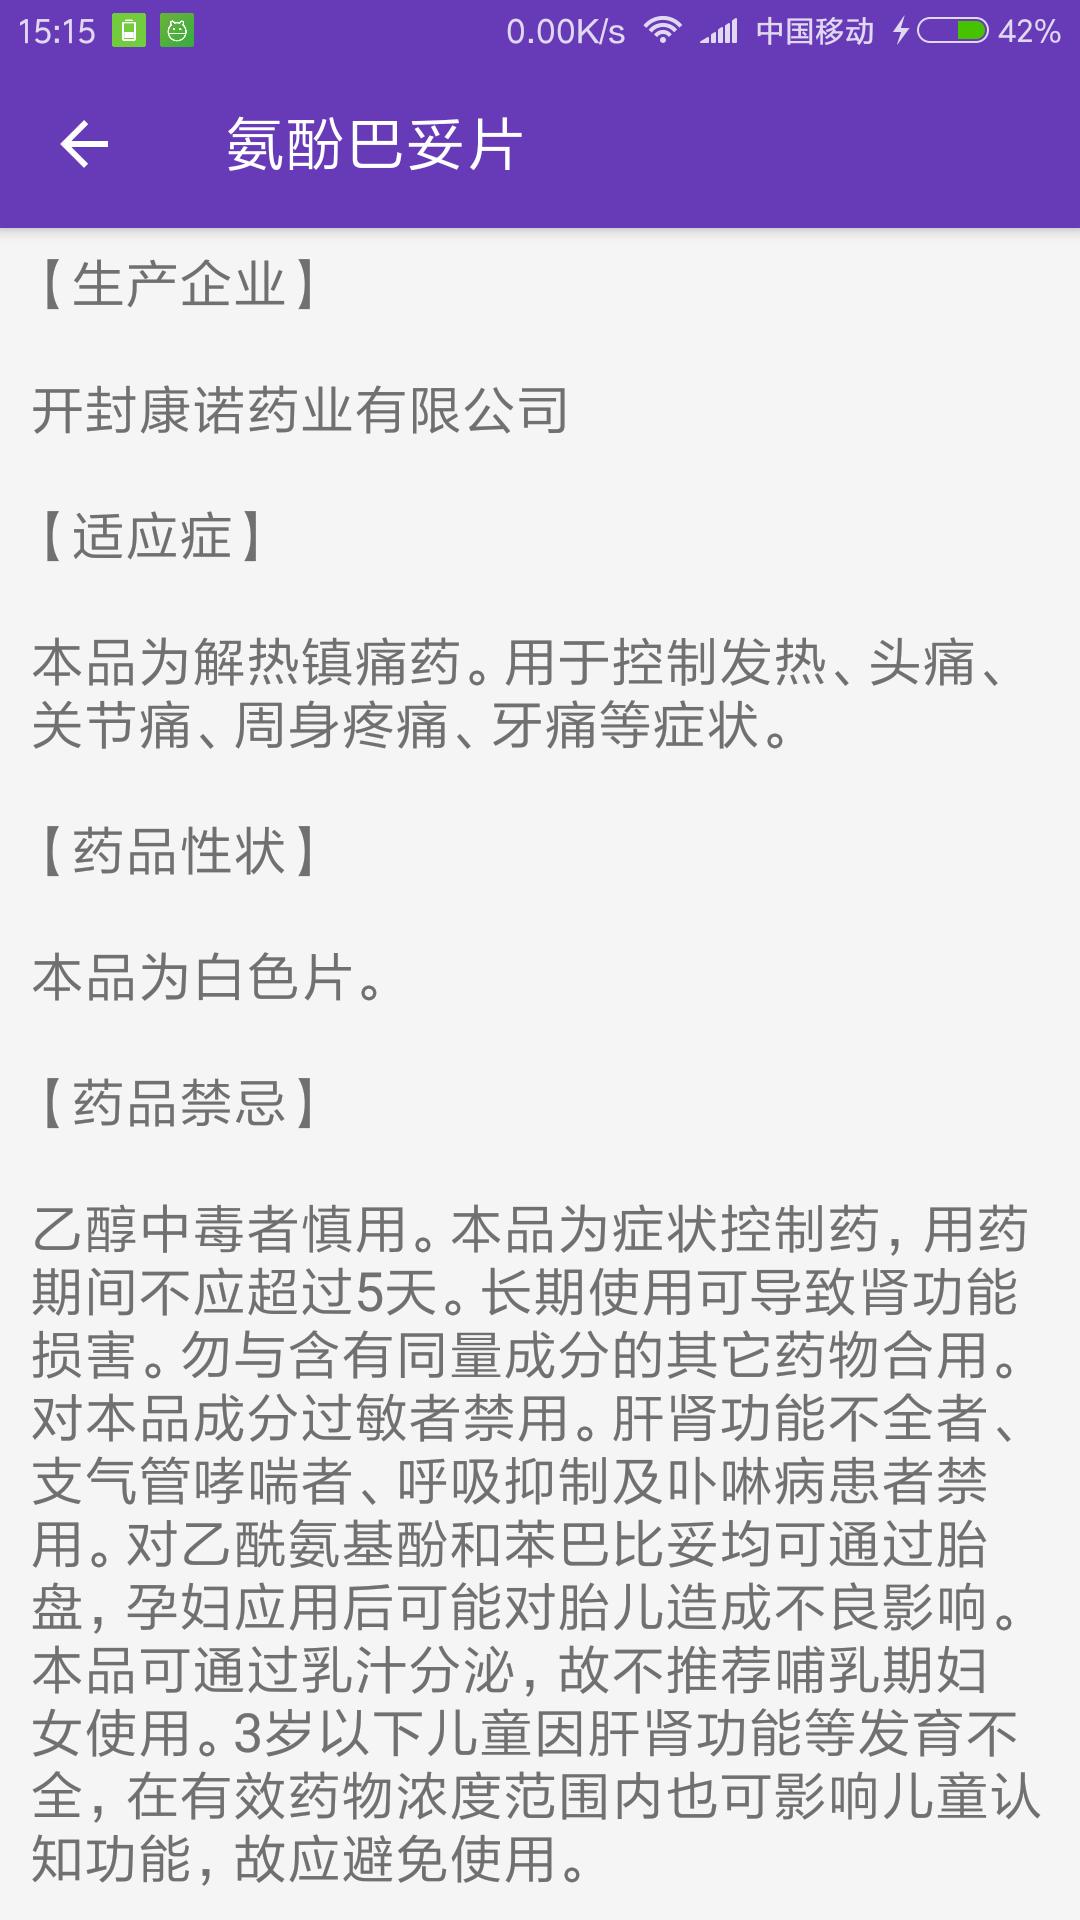 15:15 0.00K/s 中国移动 42%
氨酚巴妥片
【生产企业】
开封康诺药业有限公司
【适应症】
本品为解热镇痛药。用于控制发热、头痛、
关节痛、周身疼痛、牙痛等症状。
【药品性状】
本品为白色片。
【药品禁忌】
乙醇中毒者慎用。本品为症状控制药，用药
期间不应超过5天。长期使用可导致肾功能
损害。勿与含有同量成分的其它药物合用。
对本品成分过敏者禁用。肝肾功能不全者、
支气管哮喘者、呼吸抑制及卟啉病患者禁
用。对乙酰氨基酚和苯巴比妥均可通过胎
盘，孕妇应用后可能对胎儿造成不良影响。
本品可通过乳汁分泌，故不推荐哺乳期妇
女使用。3岁以下儿童因肝肾功能等发育不
全，在有效药物浓度范围内也可影响儿童认
知功能，故应避免使用。